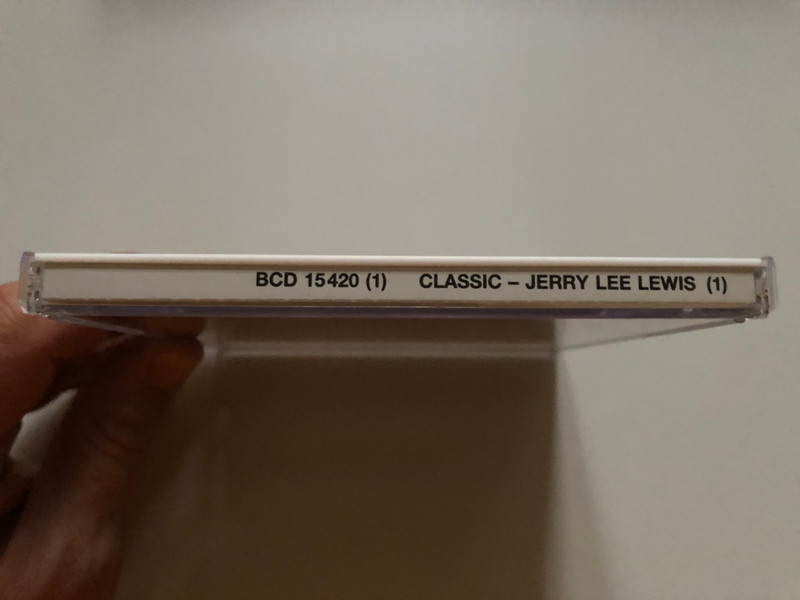 BCD 15420 (1) CLASSIC – JERRY LEE LEWIS (1)